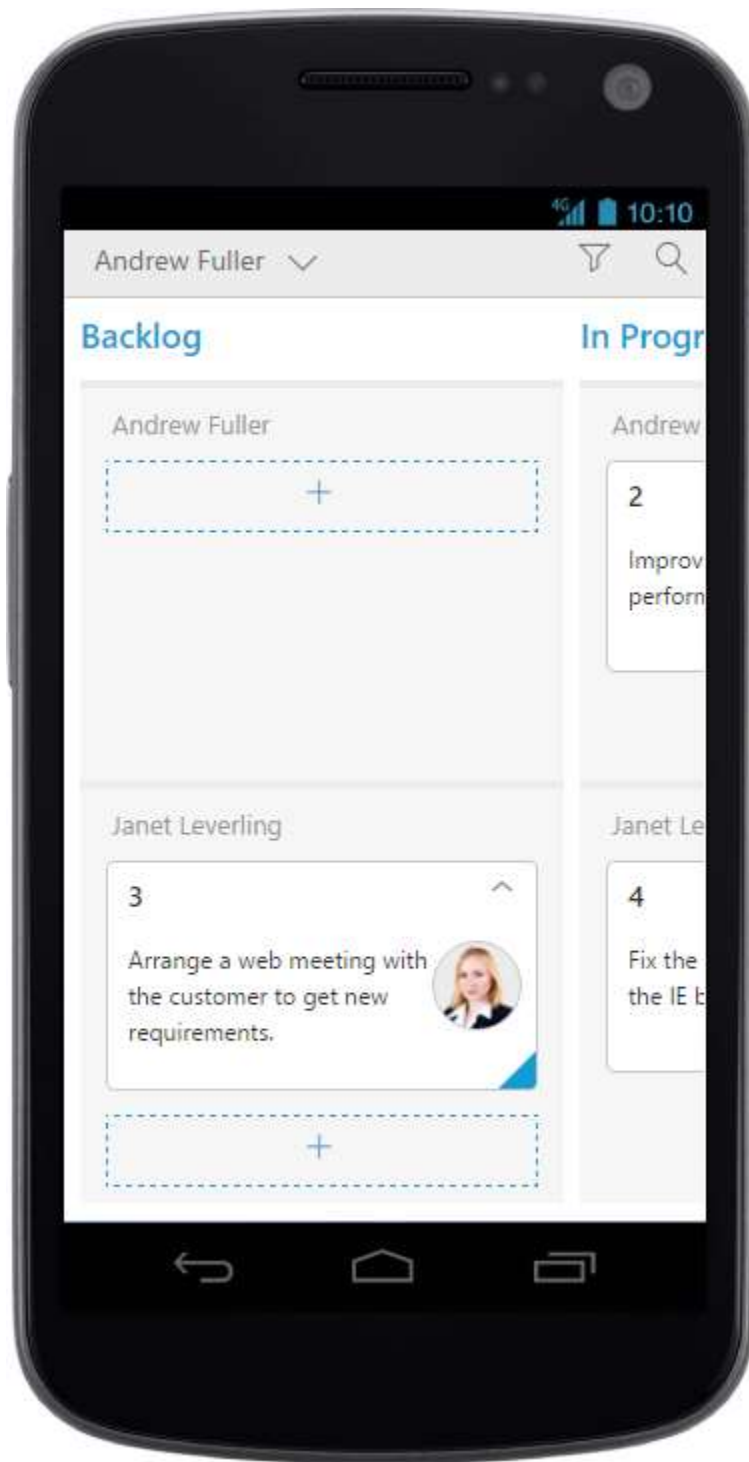 4G 10:10
Andrew Fuller
Backlog
In Progr
Andrew Fuller
Andrew
2
Improv
perform
Janet Leverling
Janet Le
3
Arrange a web meeting with
the customer to get new
requirements.
4
Fix the
the IE b